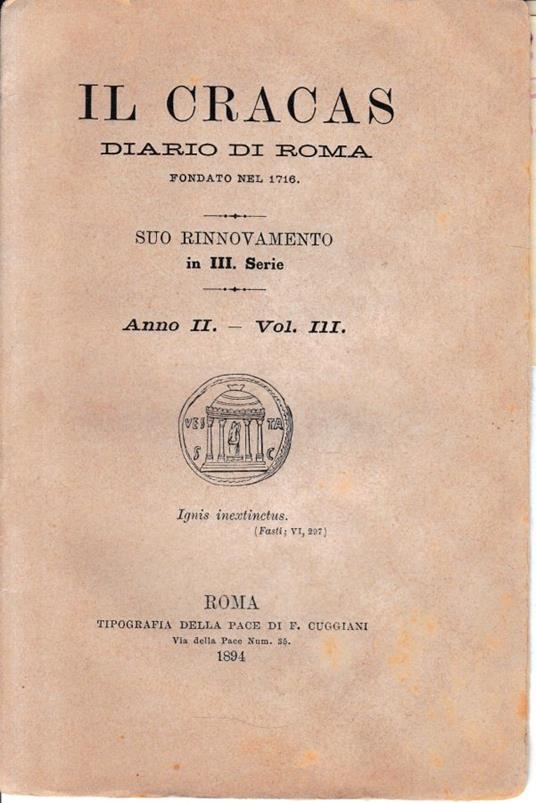 IL CRACAS
DIARIO DI ROMA
FONDATO NEL 1716.
SUO RINNOVAMENTO
in III. Serie
Anno II. — Vol. III.
VES TA
S C
Ignis inextinctus.
(Fasti; VI, 297)
ROMA
TIPOGRAFIA DELLA PACE DI F. CUGGIANI
Via della Pace Num. 35.
1894